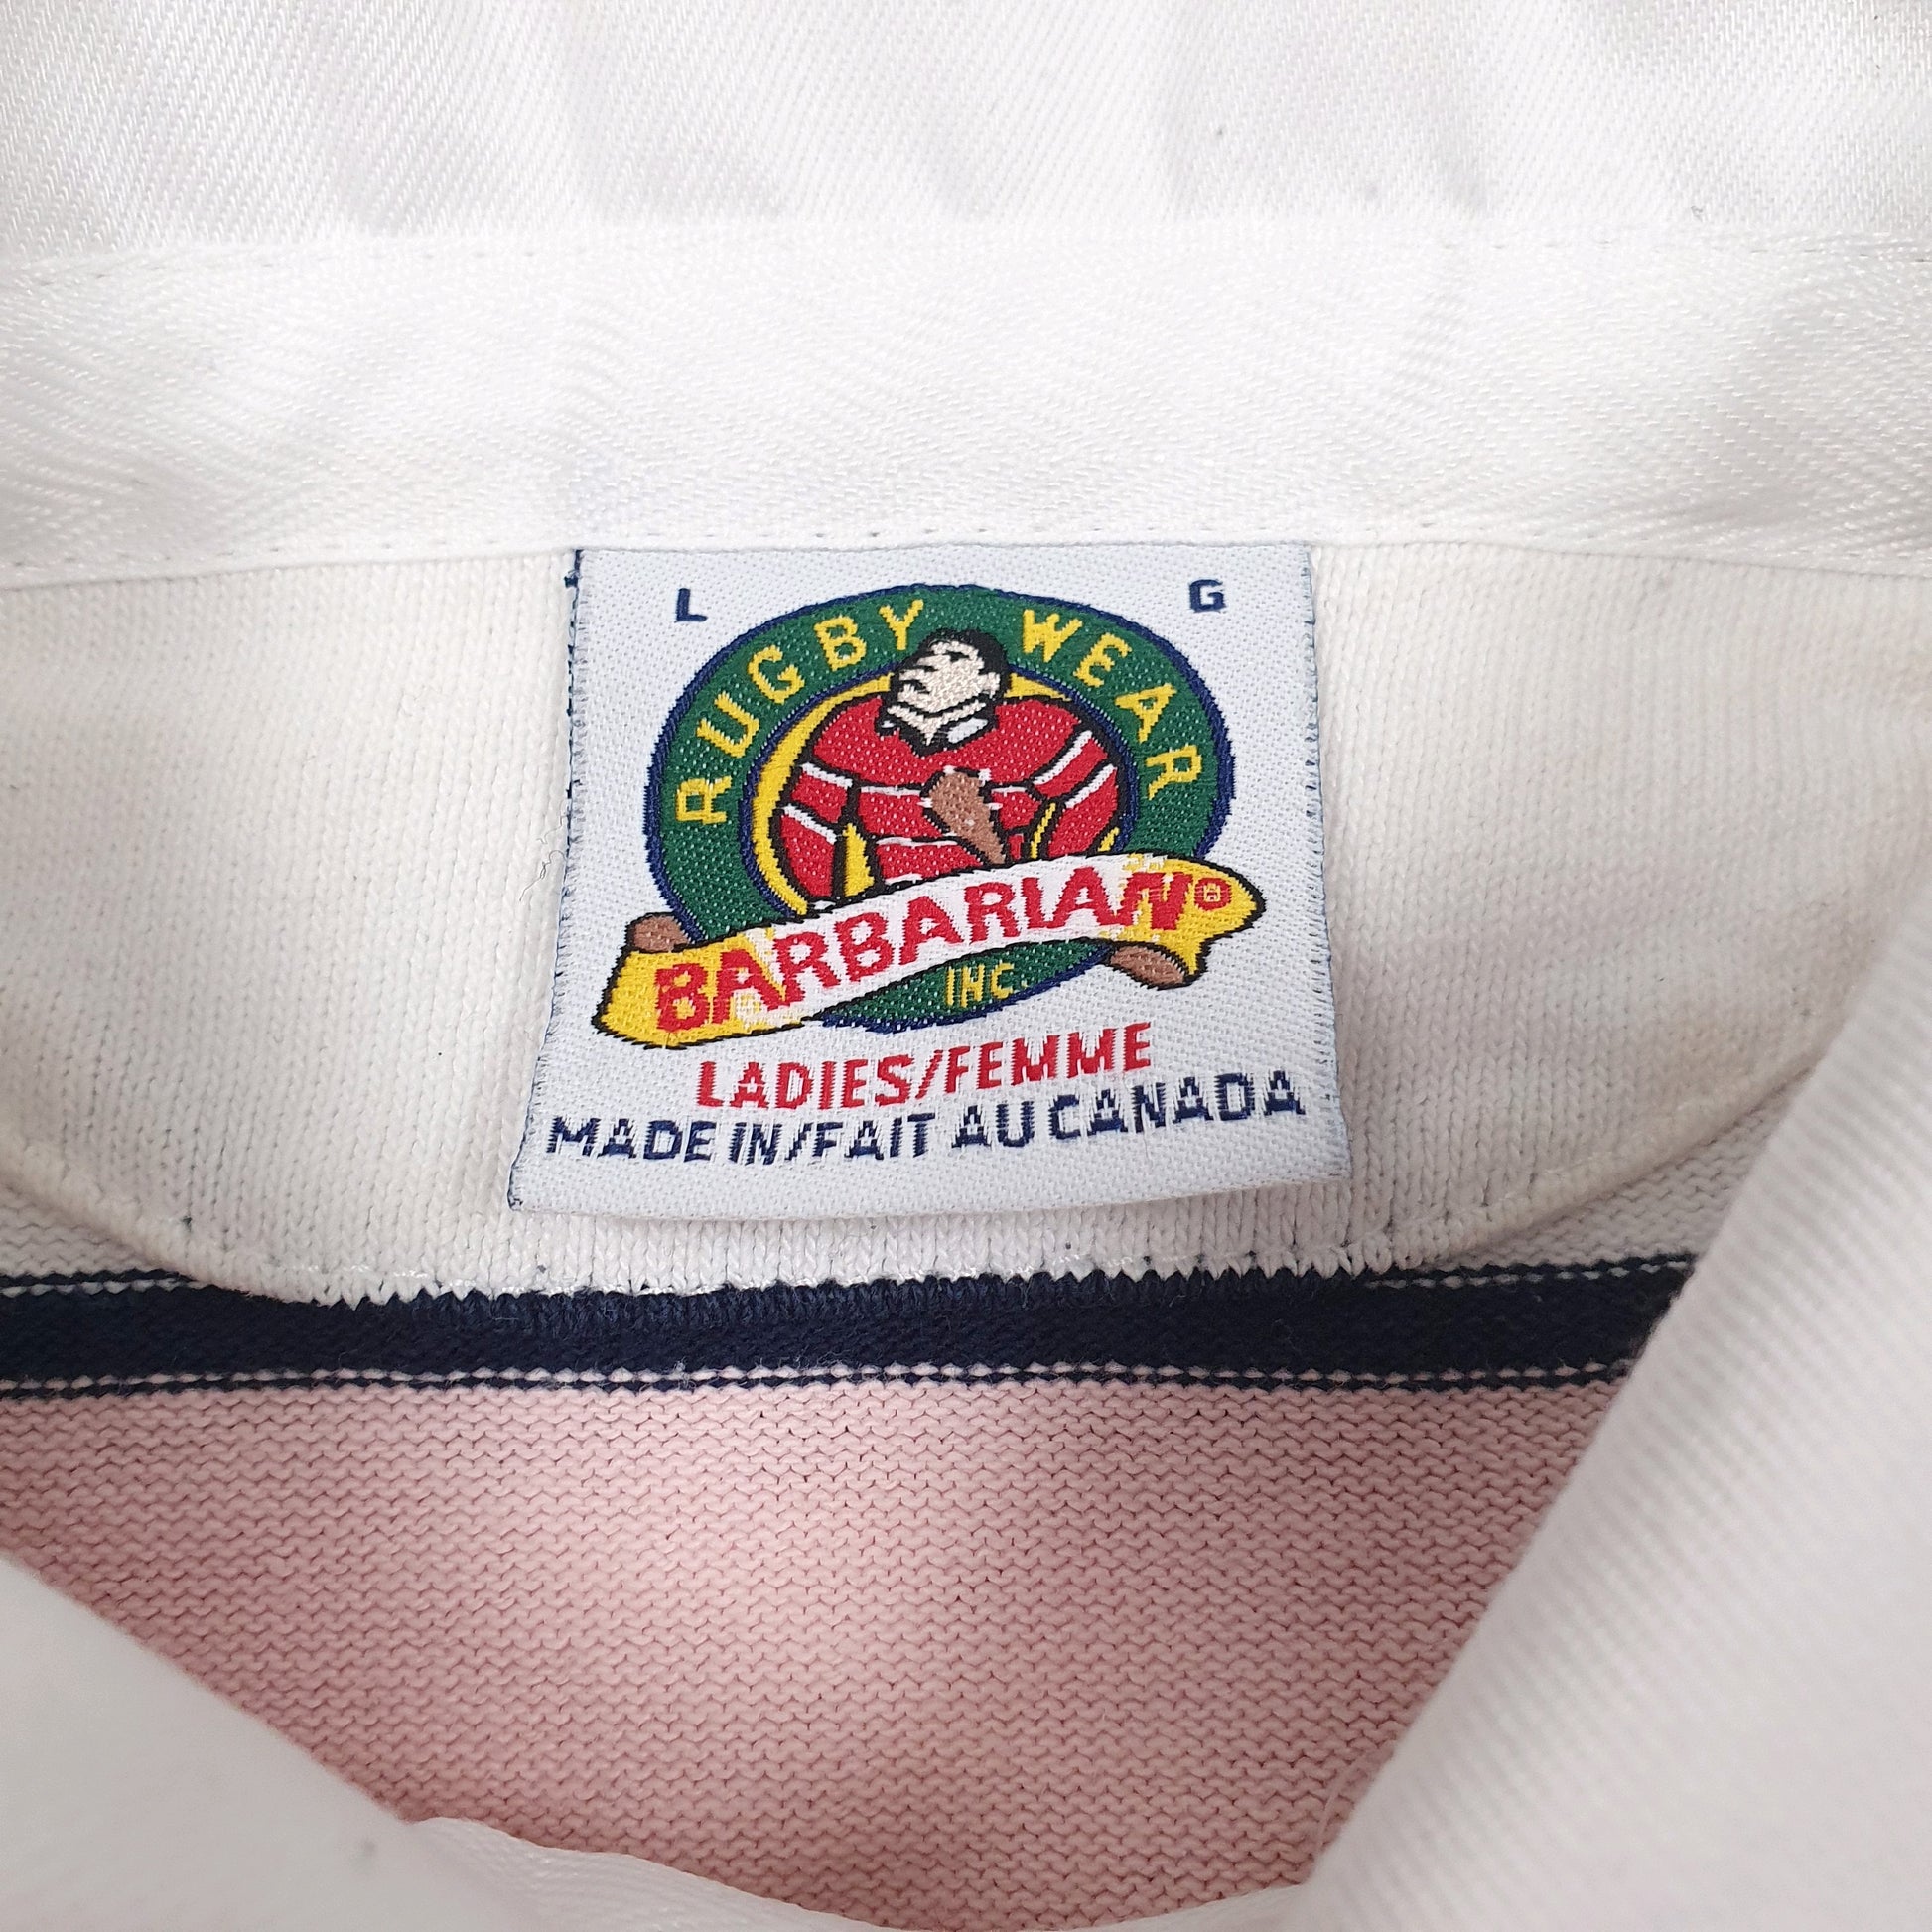 L G
RUGBY WEAR
BARBARIAN®
INC
LADIES/FEMME
MADE IN/FAIT AU CANADA